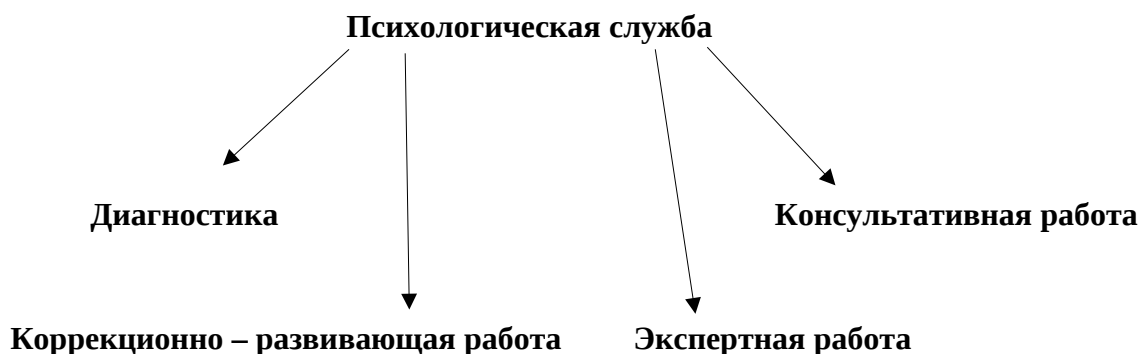 Психологическая служба
Диагностика
Консультативная работа
Коррекционно – развивающая работа
Экспертная работа